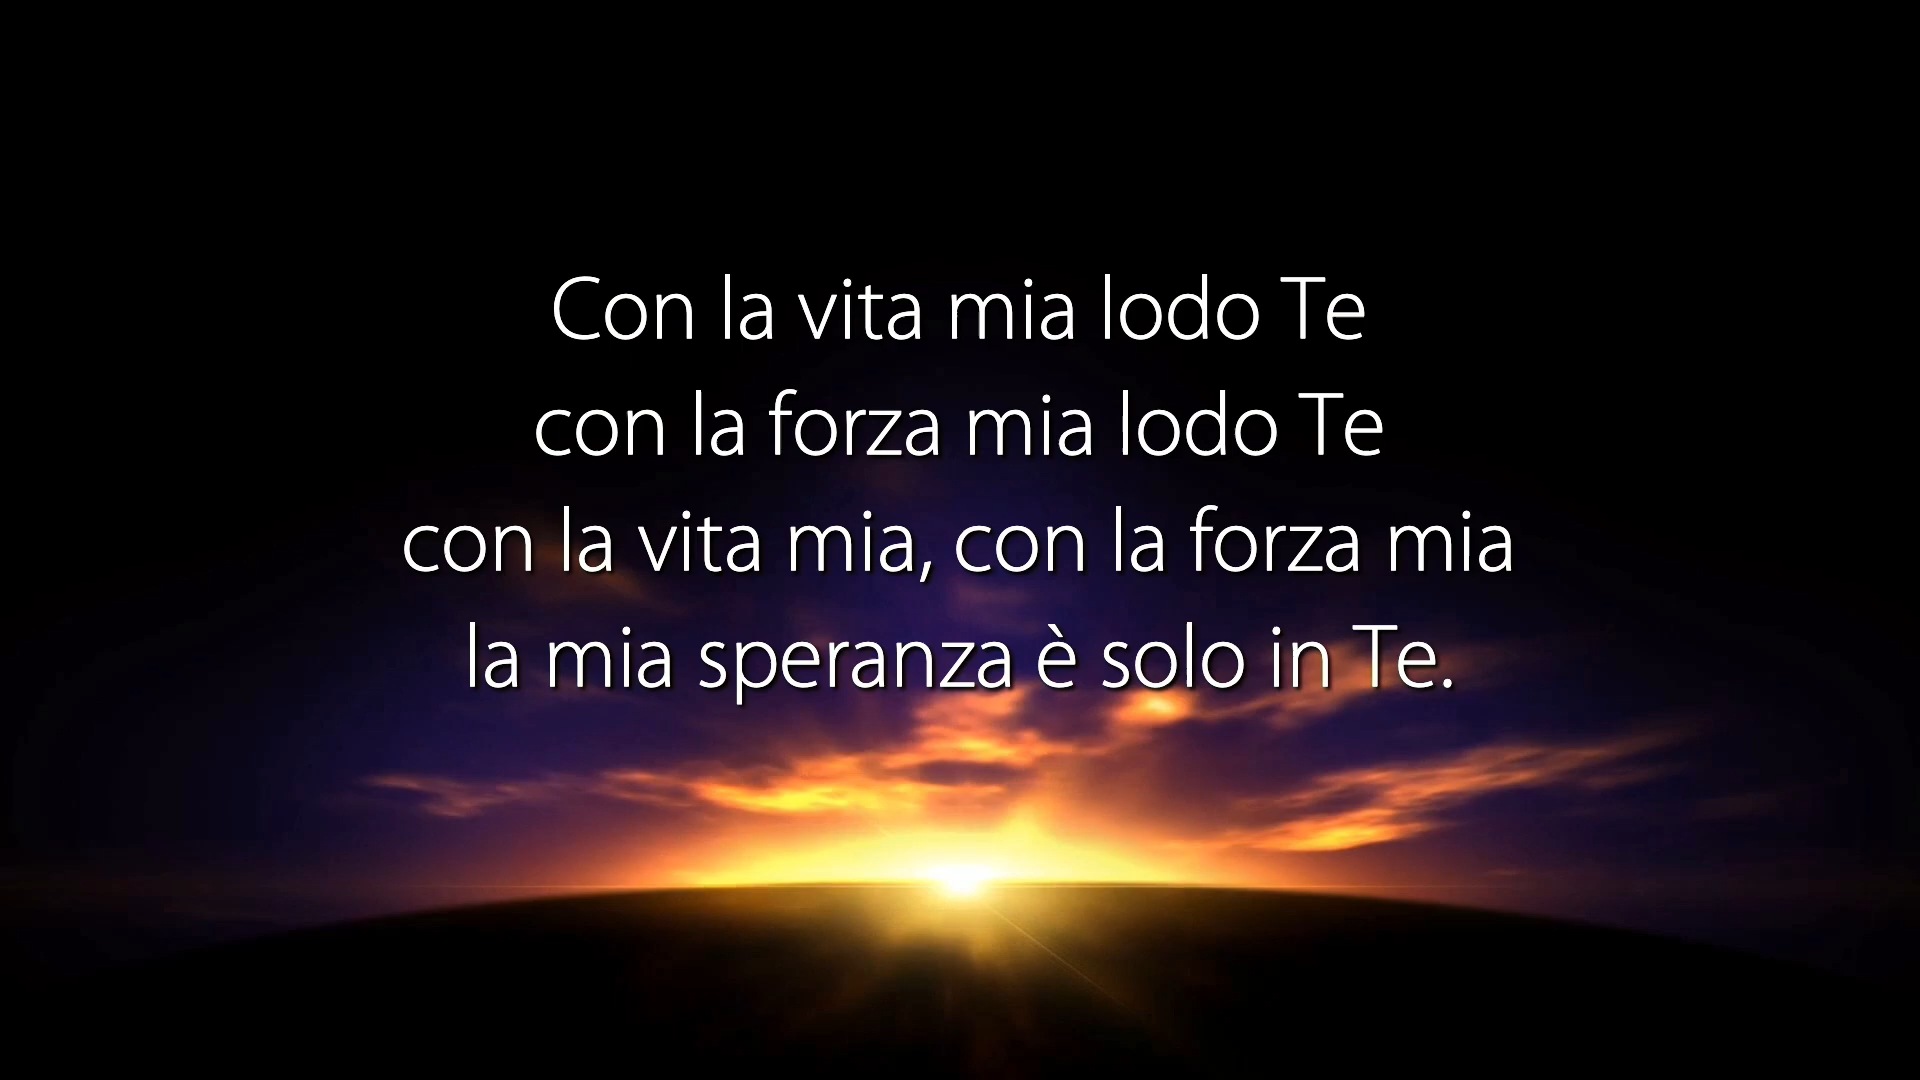 Con la vita mia lodo Te
con la forza mia lodo Te
con la vita mia, con la forza mia
la mia speranza è solo in Te.